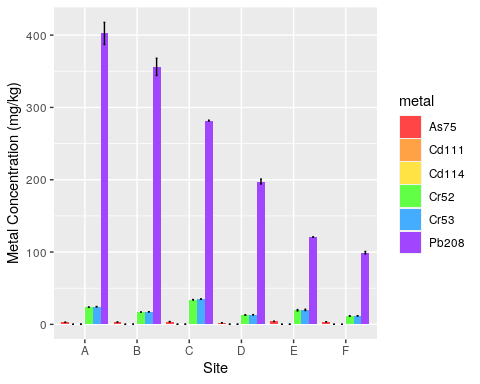 Metal Concentration (mg/kg)
400
300
200
100
0
A B C D E F
Site
metal
As75
Cd111
Cd114
Cr52
Cr53
Pb208